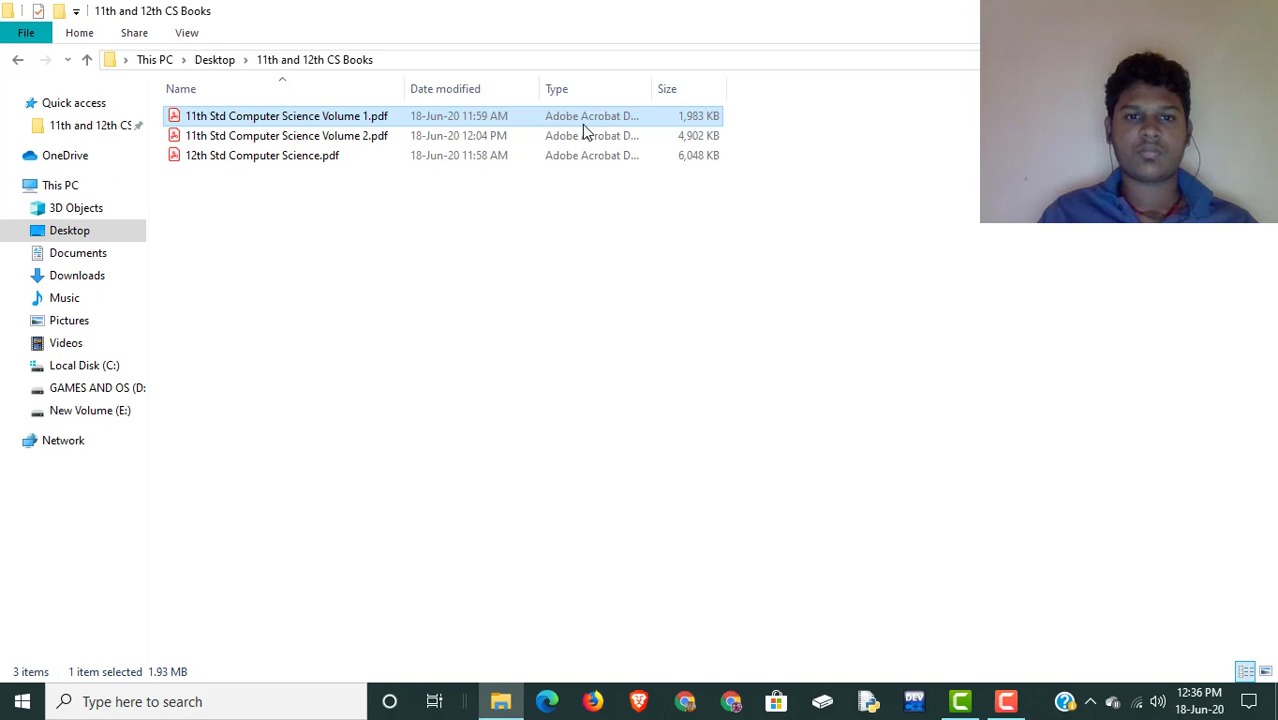 11th and 12th CS Books
File Home Share View
This PC Desktop 11th and 12th CS Books
Name Date modified Type Size
Quick access
11th and 12th CS
OneDrive
This PC
3D Objects
Desktop
Documents
Downloads
Music
Pictures
Videos
Local Disk (C:)
GAMES AND OS (D:
New Volume (E:)
Network
11th Std Computer Science Volume 1.pdf 18-Jun-20 11:59 AM Adobe Acrobat D... 1,983 KB
11th Std Computer Science Volume 2.pdf 18-Jun-20 12:04 PM Adobe Acrobat D... 4,902 KB
12th Std Computer Science.pdf 18-Jun-20 11:58 AM Adobe Acrobat D... 6,048 KB
3 items 1 item selected 1.93 MB
Type here to search
DEV
12:36 PM
18-Jun-20